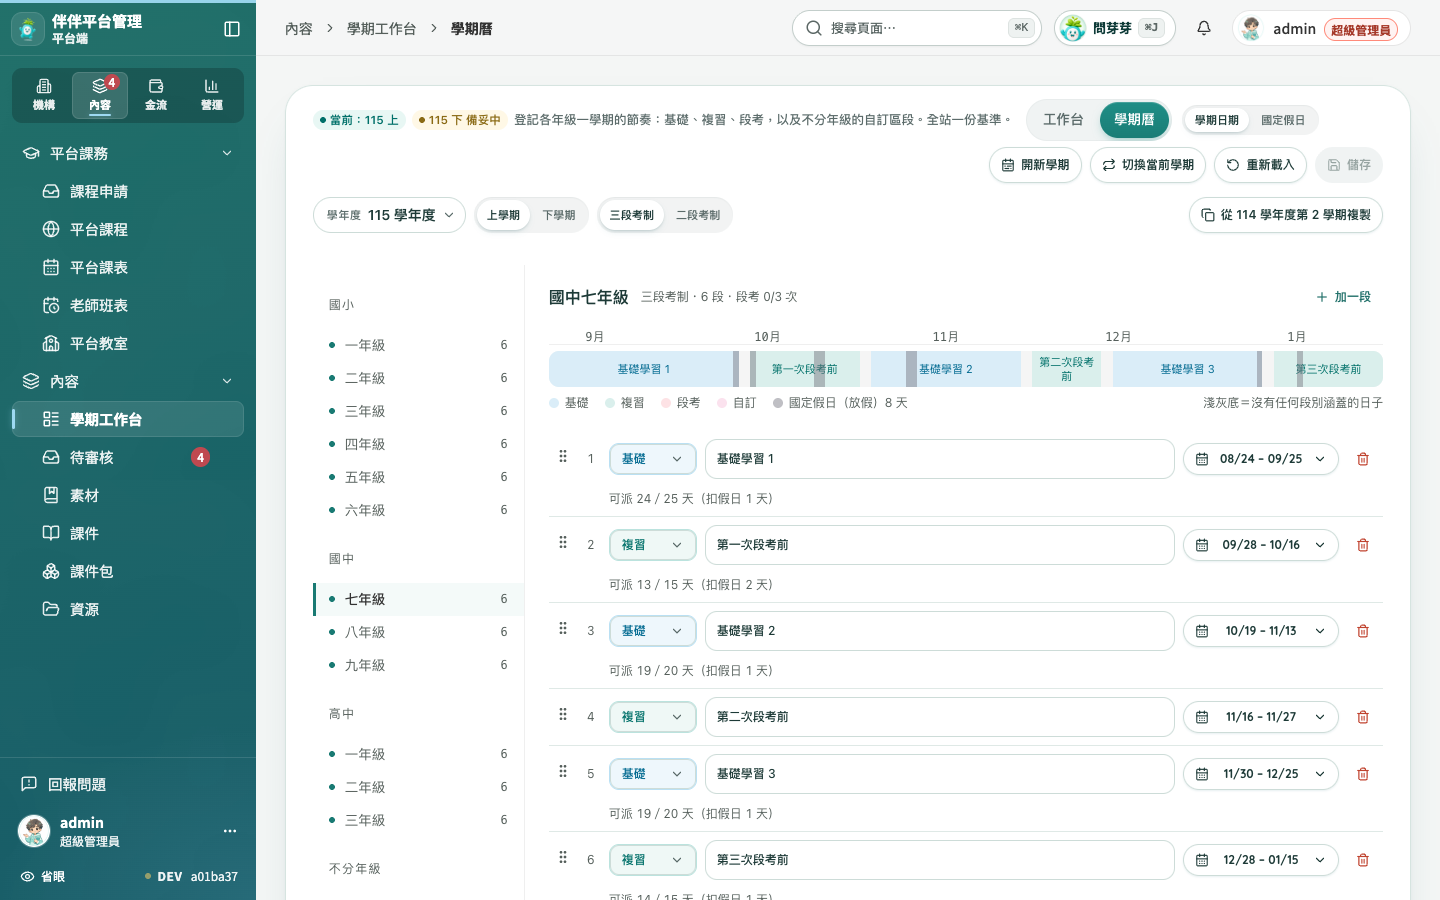 伴伴平台管理
平台端
機構
內容
4
金流
營運
平台課務
課程申請
平台課程
平台課表
老師班表
平台教室
內容
學期工作台
待審核
4
素材
課件
課件包
資源
回報問題
admin
超級管理員
省眼
DEV a01ba37
內容 > 學期工作台 > 學期曆
搜尋頁面… ⌘K
問芽芽 ⌘J
admin 超級管理員
當前：115 上
115 下 備妥中
登記各年級一學期的節奏：基礎、複習、段考，以及不分年級的自訂區段。全站一份基準。
工作台 學期曆
學期日期 國定假日
開新學期
切換當前學期
重新載入
儲存
學年度 115 學年度
上學期 下學期
三段考制 二段考制
從 114 學年度第 2 學期複製
國小
一年級 6
二年級 6
三年級 6
四年級 6
五年級 6
六年級 6
國中
七年級 6
八年級 6
九年級 6
高中
一年級 6
二年級 6
三年級 6
不分年級
國中七年級 三段考制 · 6 段 · 段考 0/3 次
加一段
9月 10月 11月 12月 1月
基礎學習 1
第一次段考前
基礎學習 2
第二次段考前
基礎學習 3
第三次段考前
基礎 複習 段考 自訂 國定假日（放假）8 天
淺灰底＝沒有任何段別涵蓋的日子
1 基礎 基礎學習 1 08/24 – 09/25
可派 24 / 25 天（扣假日 1 天）
2 複習 第一次段考前 09/28 – 10/16
可派 13 / 15 天（扣假日 2 天）
3 基礎 基礎學習 2 10/19 – 11/13
可派 19 / 20 天（扣假日 1 天）
4 複習 第二次段考前 11/16 – 11/27
5 基礎 基礎學習 3 11/30 – 12/25
可派 19 / 20 天（扣假日 1 天）
6 複習 第三次段考前 12/28 – 01/15
可派 14 / 15 天（扣假日 1 天）